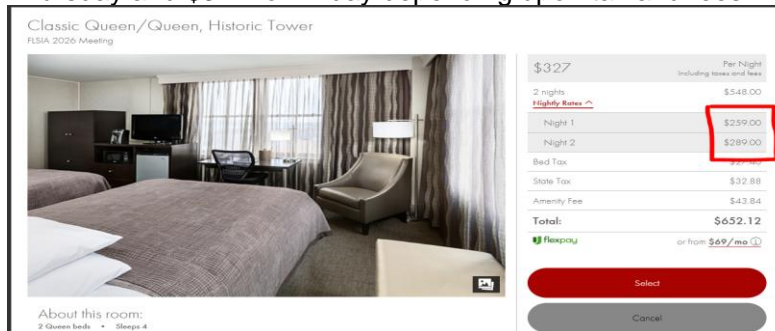 Classic Queen/Queen, Historic Tower
FLSIA 2026 Meeting
$327
Per Night
Including taxes and fees
2 nights $548.00
Nightly Rates ^
Night 1 $259.00
Night 2 $289.00
Bed Tax $27.40
State Tax $32.88
Amenity Fee $43.84
Total: $652.12
flexpay or from $69/mo
Select
About this room:
2 Queen beds • Sleeps 4
Cancel